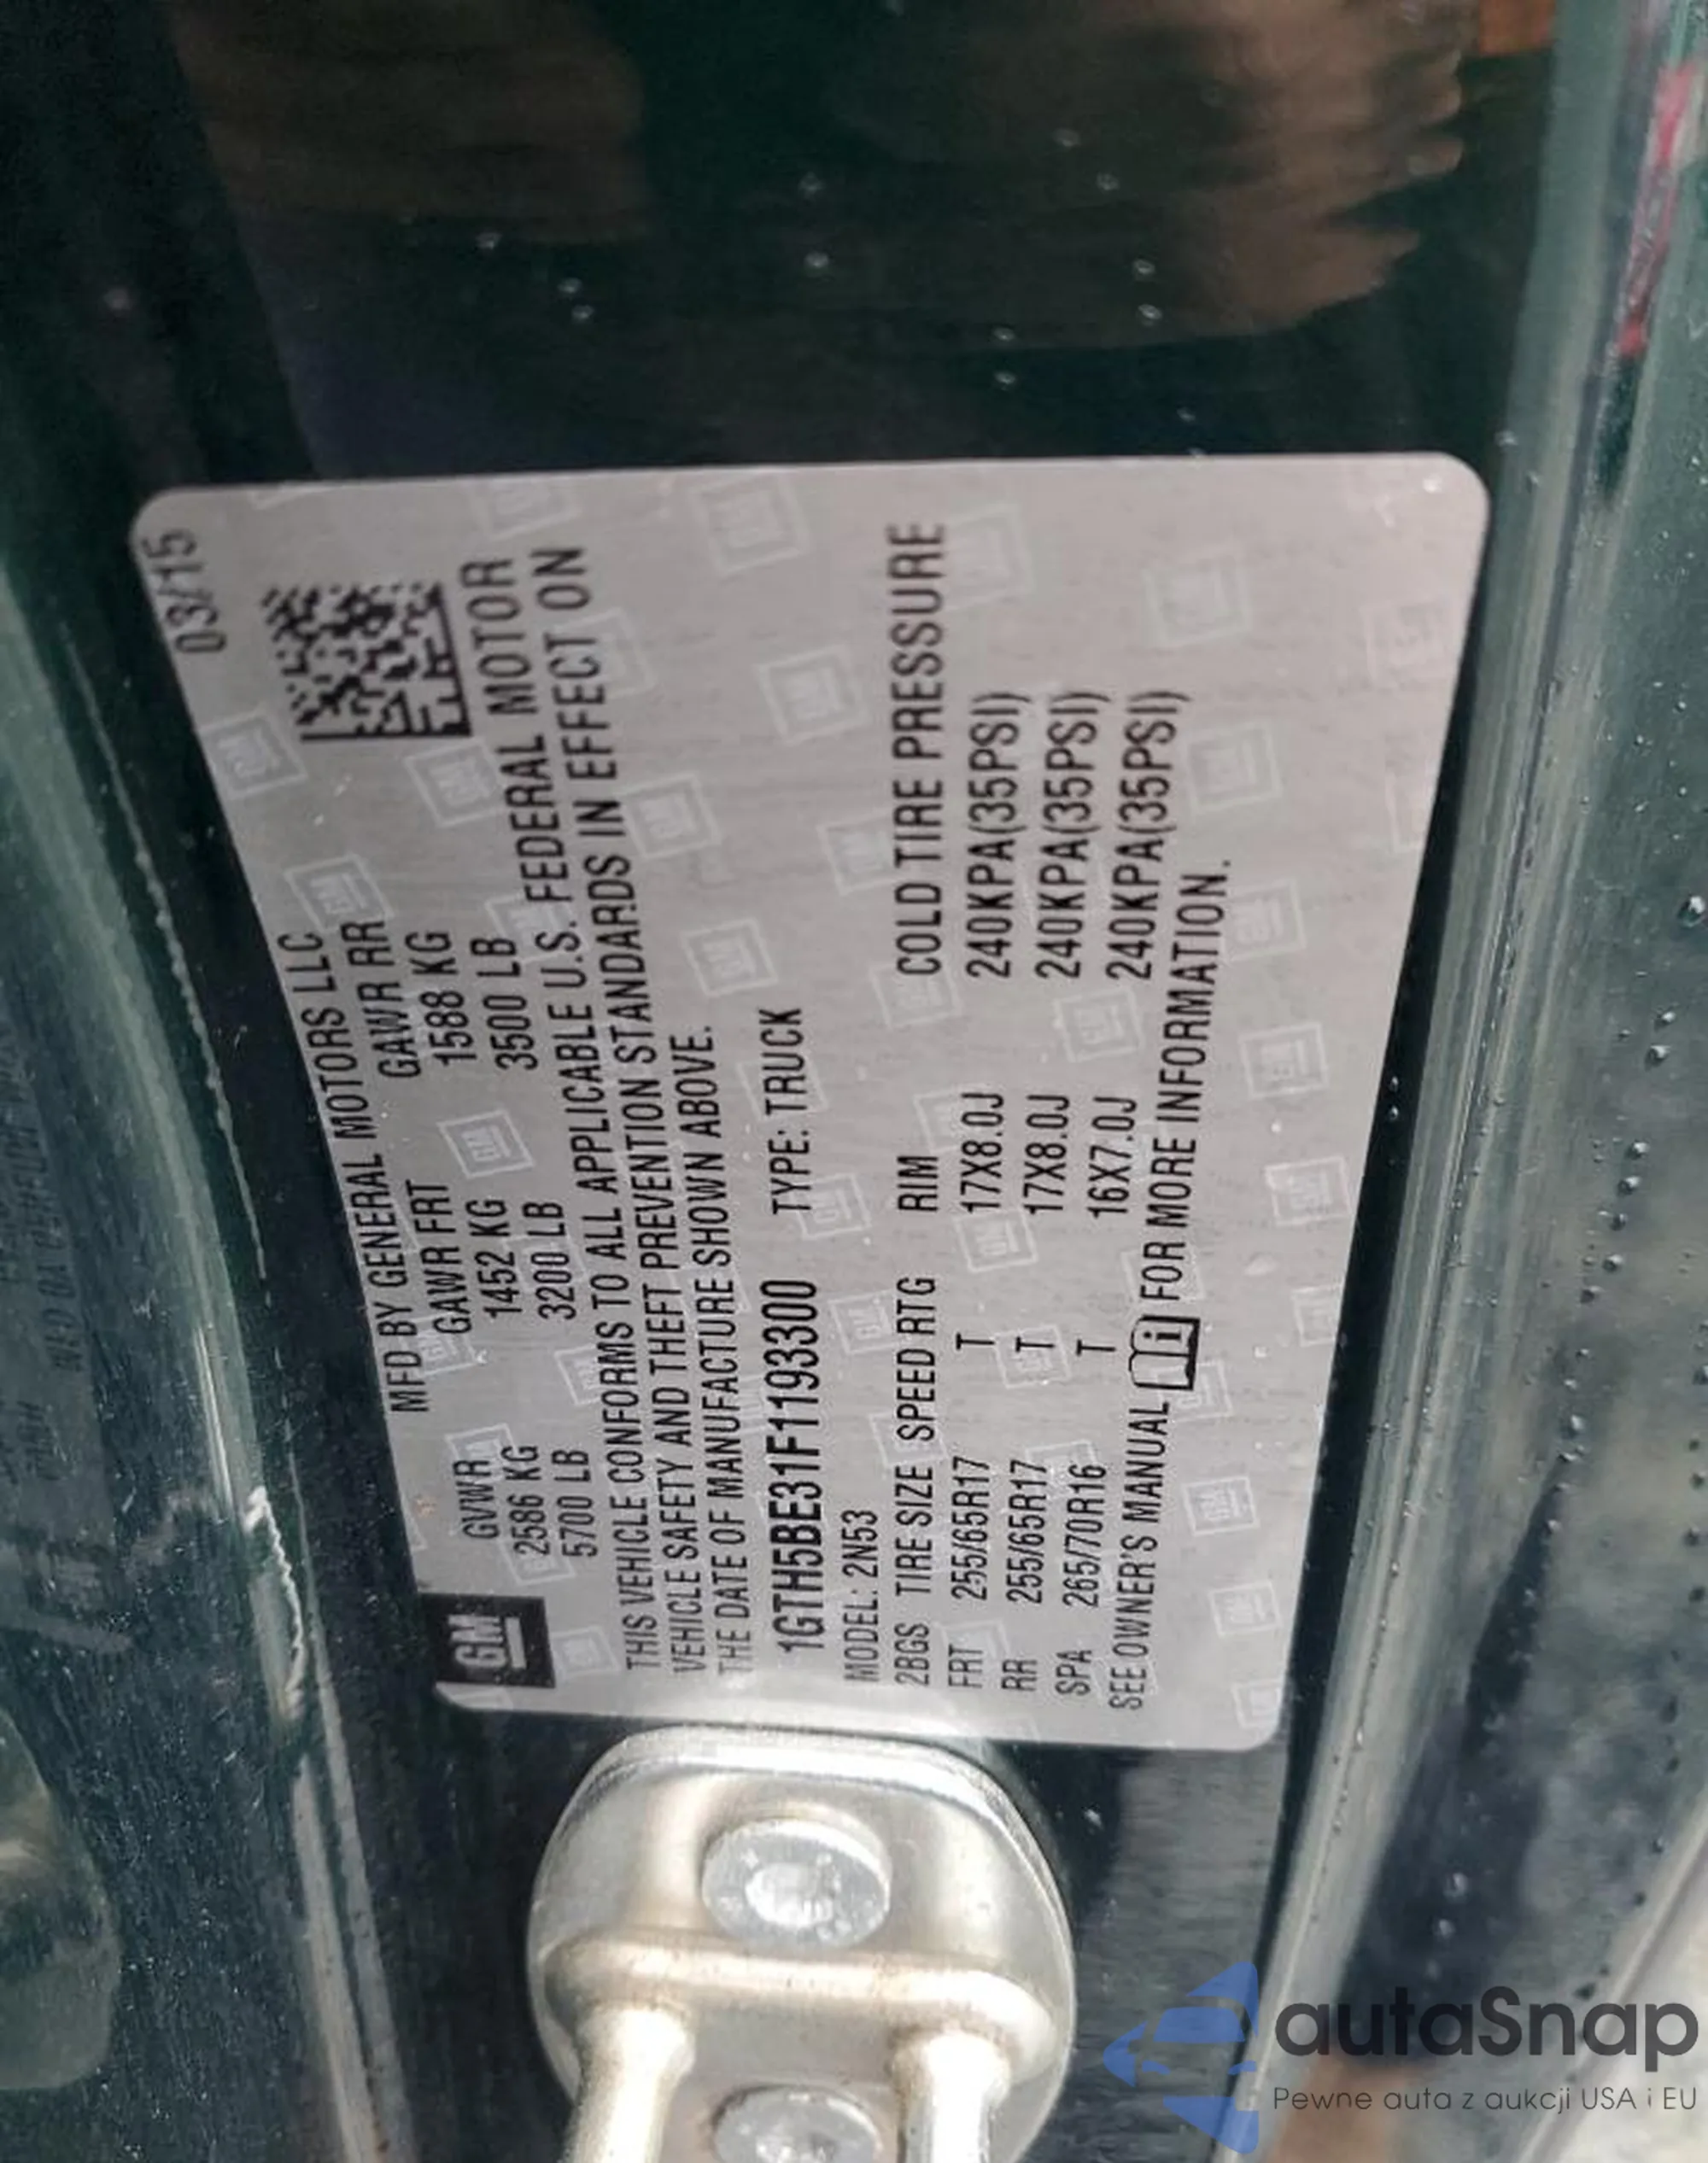 03/15
MFD BY GENERAL MOTORS LLC
GM
GVWR GAWR FRT GAWR RR
2586 KG 1452 KG 1588 KG
5700 LB 3200 LB 3500 LB
THIS VEHICLE CONFORMS TO ALL APPLICABLE U.S. FEDERAL MOTOR
VEHICLE SAFETY AND THEFT PREVENTION STANDARDS IN EFFECT ON
THE DATE OF MANUFACTURE SHOWN ABOVE.
1GTH5BE31F1193300 TYPE: TRUCK
MODEL: 2N53
2BGS TIRE SIZE SPEED RTG RIM COLD TIRE PRESSURE
FRT 255/65R17 T 17X8.0J 240KPA(35PSI)
RR 255/65R17 T 17X8.0J 240KPA(35PSI)
SPA 265/70R16 T 16X7.0J 240KPA(35PSI)
SEE OWNER'S MANUAL i FOR MORE INFORMATION.
autaSnap
Pewne auta z aukcji USA i EU